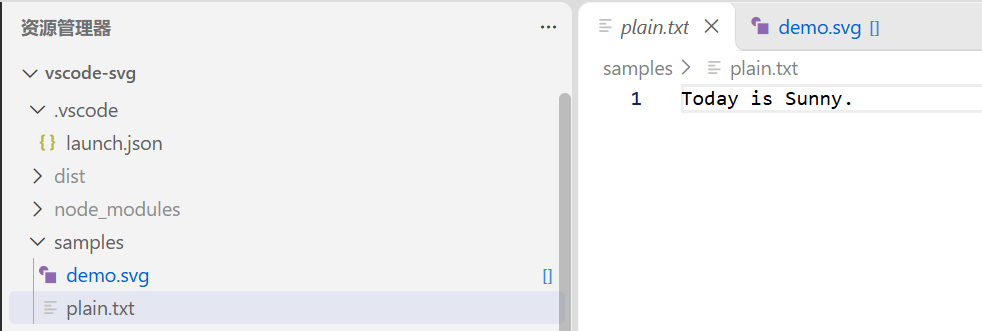 资源管理器 ···
vscode-svg
.vscode
{} launch.json
dist
node_modules
samples
demo.svg []
plain.txt
plain.txt demo.svg []
samples > plain.txt
1 Today is Sunny.